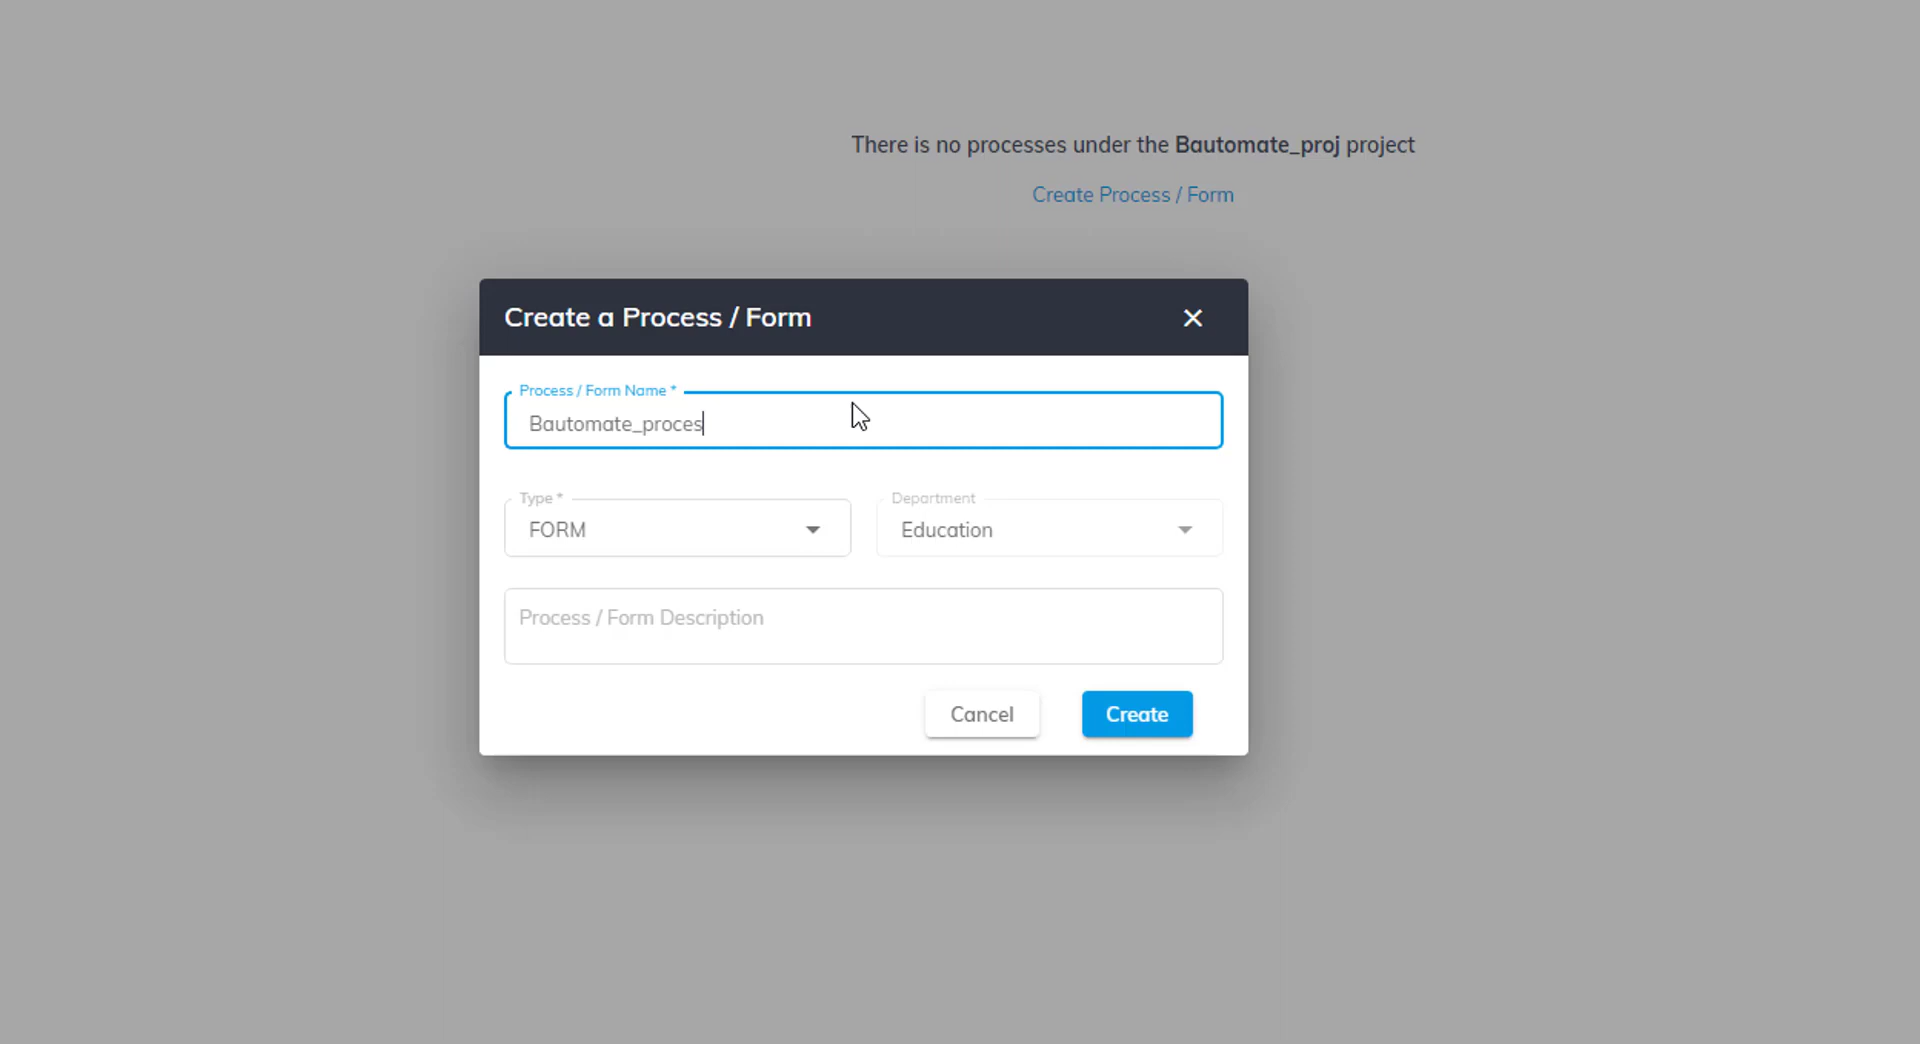 There is no processes under the Bautomate_proj project
Create Process / Form
Create a Process / Form
Process / Form Name *
Bautomate_proces
Type *
Department
FORM
Education
Process / Form Description
Cancel
Create